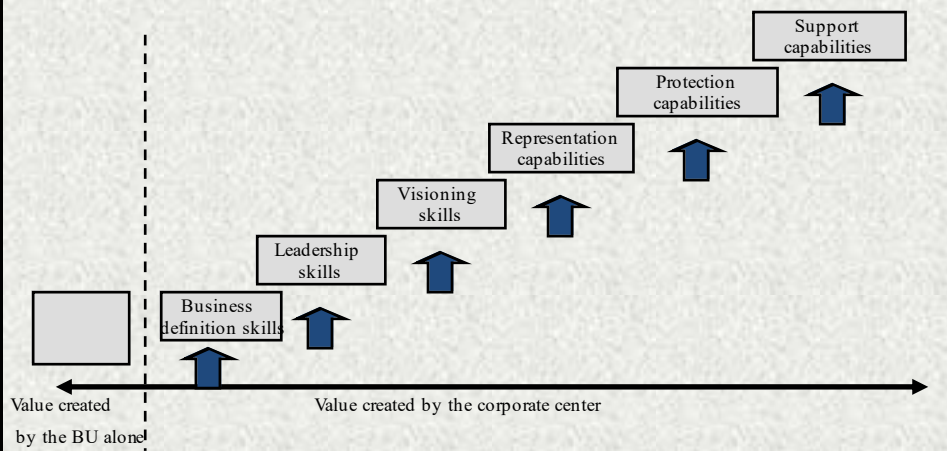 Support
capabilities
Protection
capabilities
Representation
capabilities
Visioning
skills
Leadership
skills
Business
definition skills
Value created
by the BU alone
Value created by the corporate center